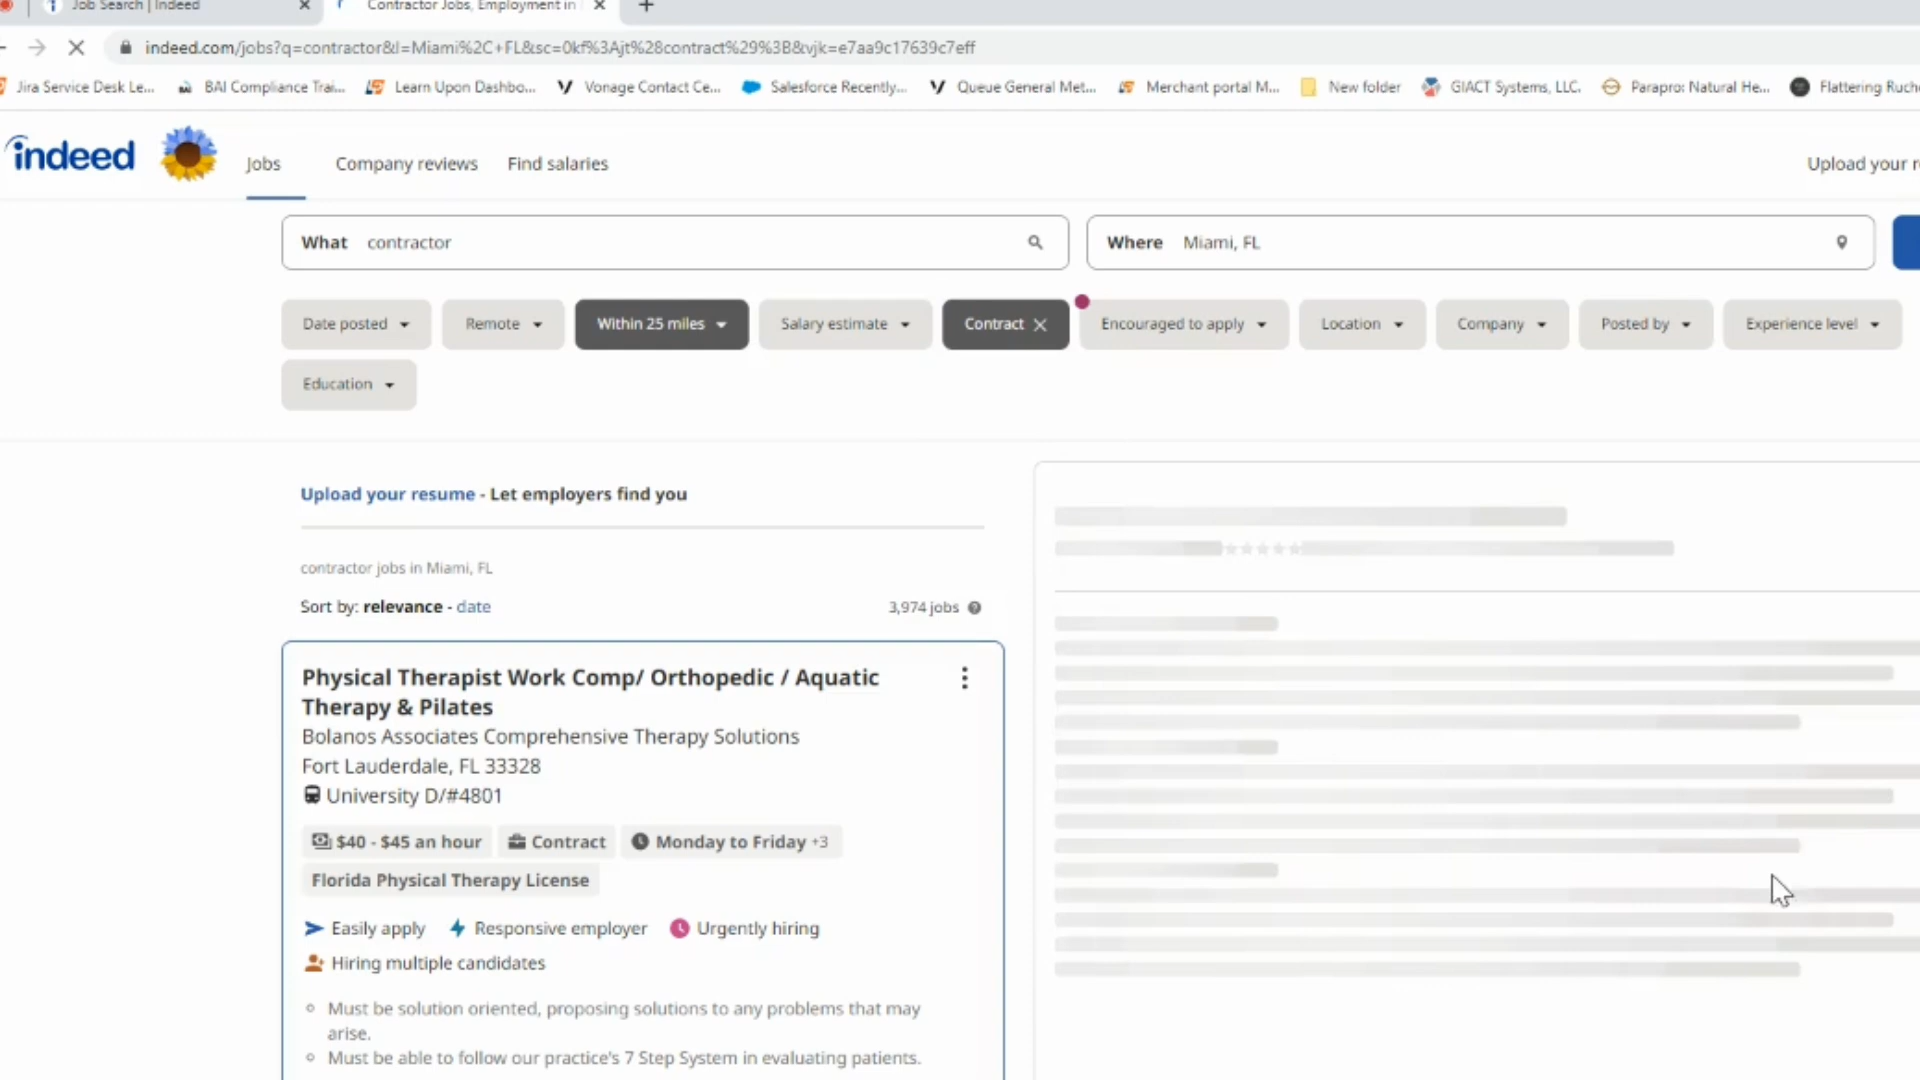 Job Search | Indeed
Contractor Jobs, Employment in
indeed.com/jobs?q=contractor&l=Miami%2C+FL&sc=0kf%3Ajt%28contract%29%3B&vjk=e7aa9c17639c7eff
Jira Service Desk Le... BAI Compliance Trai... Learn Upon Dashbo... Vonage Contact Ce... Salesforce Recently... Queue General Met... Merchant portal M... New folder GIACT Systems, LLC. Parapro: Natural He... Flattering Ruch
indeed Jobs Company reviews Find salaries Upload your r
What contractor Where Miami, FL
Date posted Remote Within 25 miles Salary estimate Contract Encouraged to apply Location Company Posted by Experience level
Education
Upload your resume - Let employers find you
contractor jobs in Miami, FL
Sort by: relevance - date 3,974 jobs
Physical Therapist Work Comp/ Orthopedic / Aquatic
Therapy & Pilates
Bolanos Associates Comprehensive Therapy Solutions
Fort Lauderdale, FL 33328
University D/#4801
$40 - $45 an hour Contract Monday to Friday +3
Florida Physical Therapy License
Easily apply Responsive employer Urgently hiring
Hiring multiple candidates
Must be solution oriented, proposing solutions to any problems that may
arise.
Must be able to follow our practice's 7 Step System in evaluating patients.